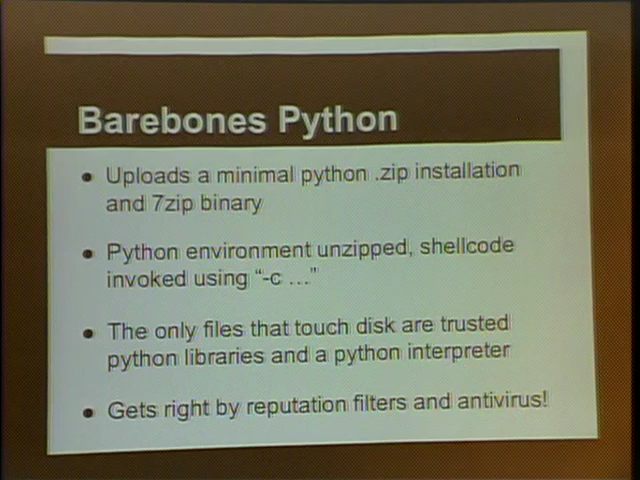 Barebones Python
• Uploads a minimal python .zip installation
and 7zip binary
• Python environment unzipped, shellcode
invoked using “-c ...”
• The only files that touch disk are trusted
python libraries and a python interpreter
• Gets right by reputation filters and antivirus!